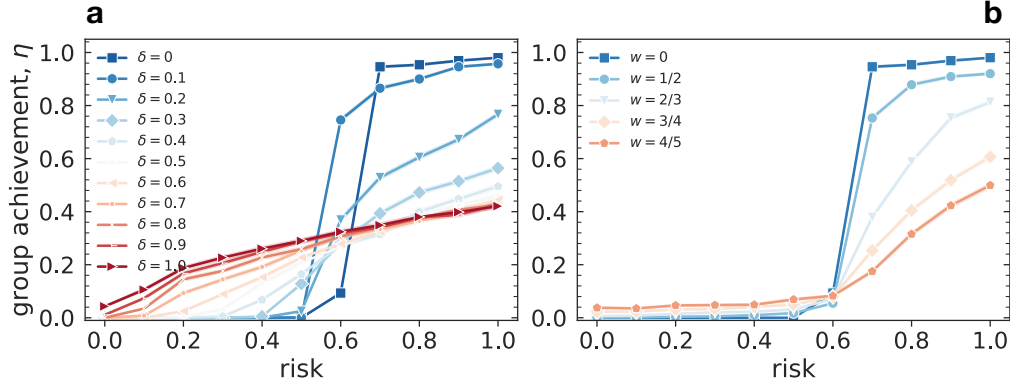 a
b
group achievement, η
1.0
0.8
0.6
0.4
0.2
0.0
δ = 0
δ = 0.1
δ = 0.2
δ = 0.3
δ = 0.4
δ = 0.5
δ = 0.6
δ = 0.7
δ = 0.8
δ = 0.9
δ = 1.0
0.0 0.2 0.4 0.6 0.8 1.0
risk
1.0
0.8
0.6
0.4
0.2
0.0
w = 0
w = 1/2
w = 2/3
w = 3/4
w = 4/5
0.0 0.2 0.4 0.6 0.8 1.0
risk